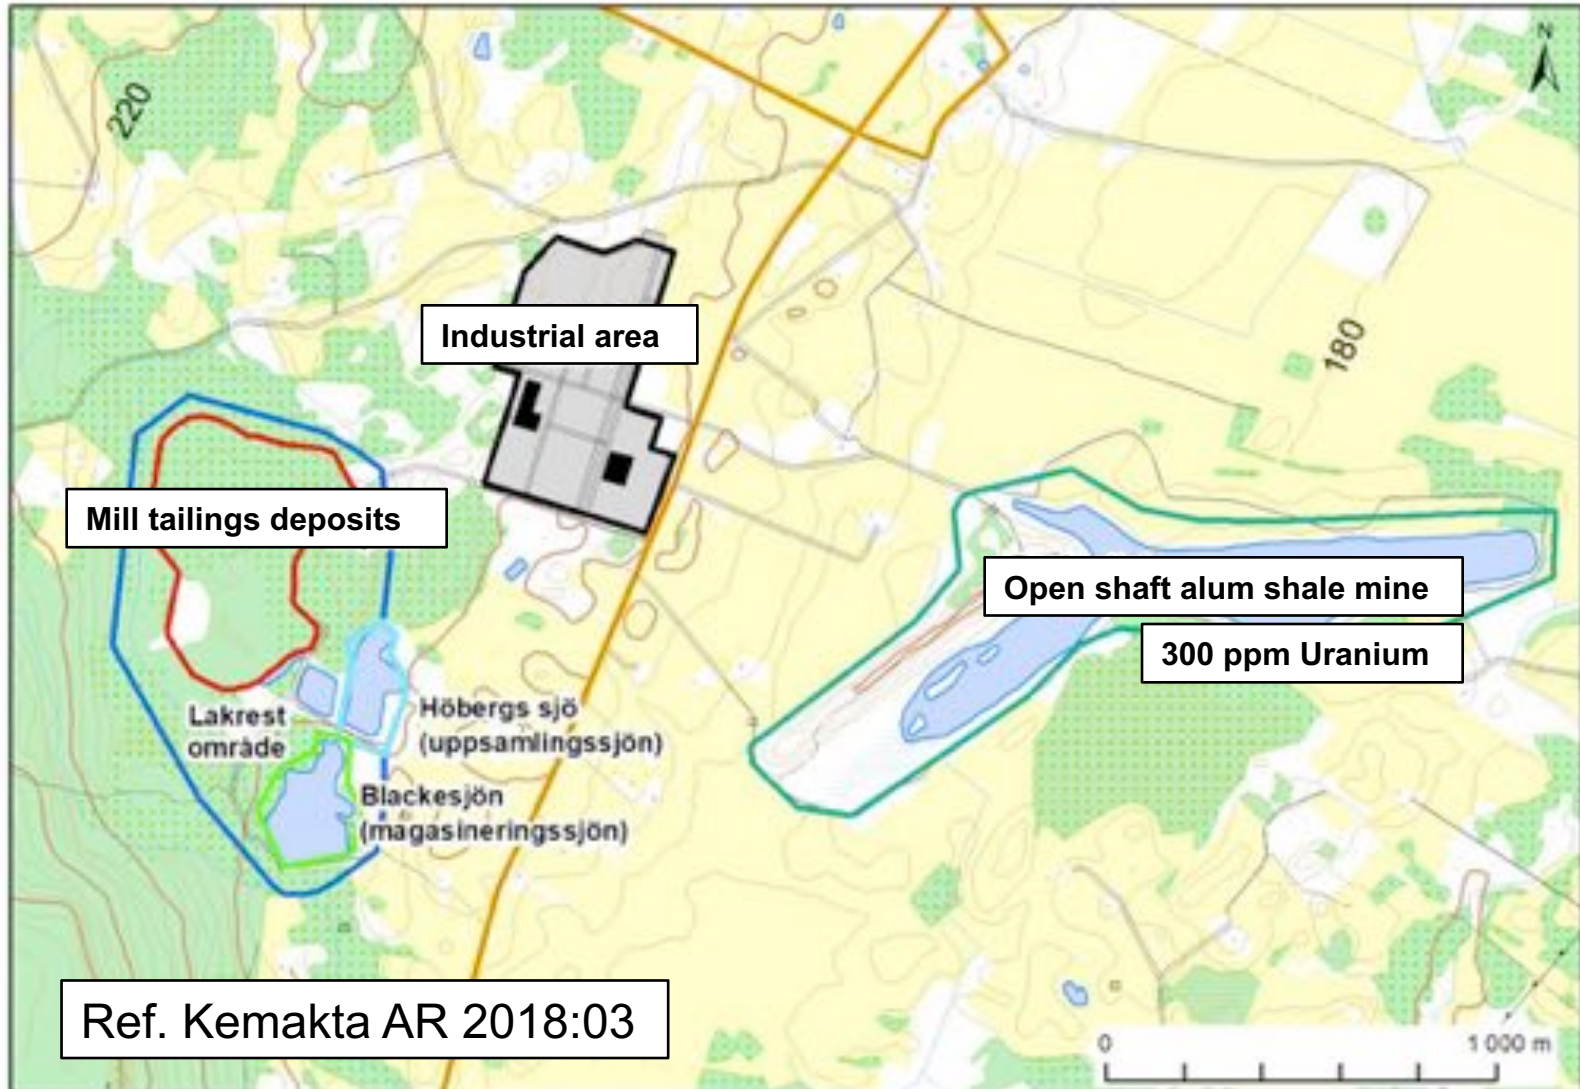 N
220
Industrial area
180
Mill tailings deposits
Open shaft alum shale mine
300 ppm Uranium
Lakrest
område
Höbergs sjö
(uppsamlingssjön)
Blackesjön
(magasineringssjön)
Ref. Kemakta AR 2018:03
0 1 000 m